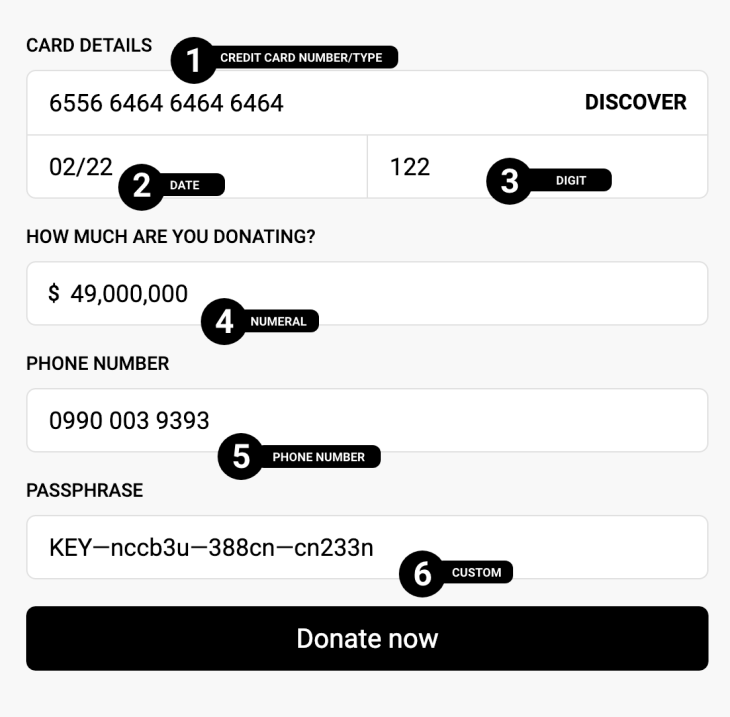 CARD DETAILS
1 CREDIT CARD NUMBER/TYPE
6556 6464 6464 6464 DISCOVER
02/22 122
2 DATE 3 DIGIT
HOW MUCH ARE YOU DONATING?
$ 49,000,000
4 NUMERAL
PHONE NUMBER
0990 003 9393
5 PHONE NUMBER
PASSPHRASE
KEY—nccb3u—388cn—cn233n
6 CUSTOM
Donate now